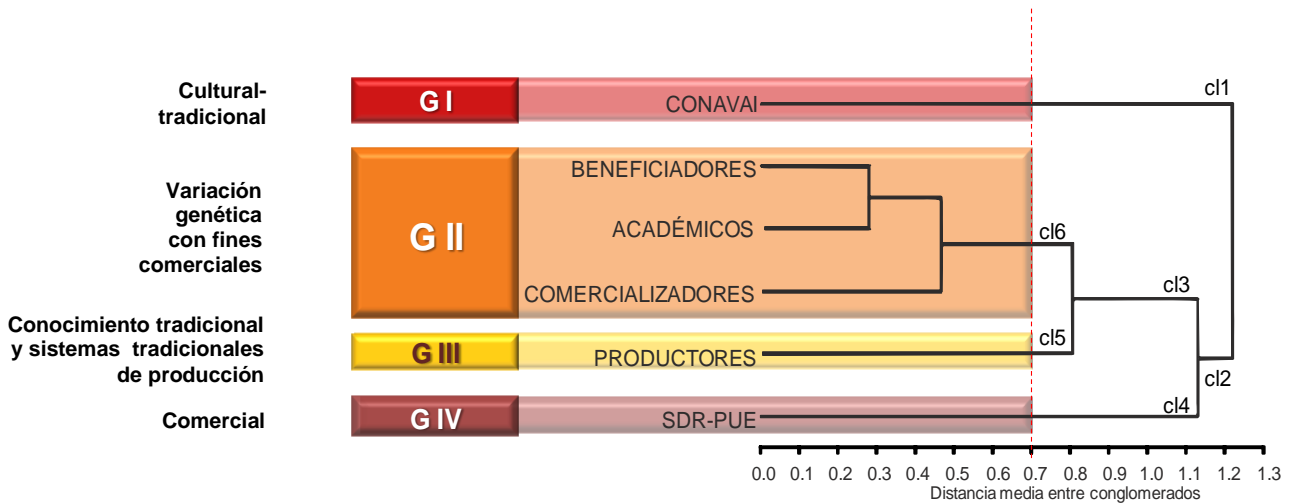 Cultural-
tradicional
G I
CONAVAI
cl1
Variación
genética
con fines
comerciales
G II
BENEFICIADORES
ACADÉMICOS
COMERCIALIZADORES
cl6
cl3
Conocimiento tradicional
y sistemas tradicionales
de producción
G III
PRODUCTORES
cl5
cl2
Comercial
G IV
SDR-PUE
cl4
0.0 0.1 0.2 0.3 0.4 0.5 0.6 0.7 0.8 0.9 1.0 1.1 1.2 1.3
Distancia media entre conglomerados